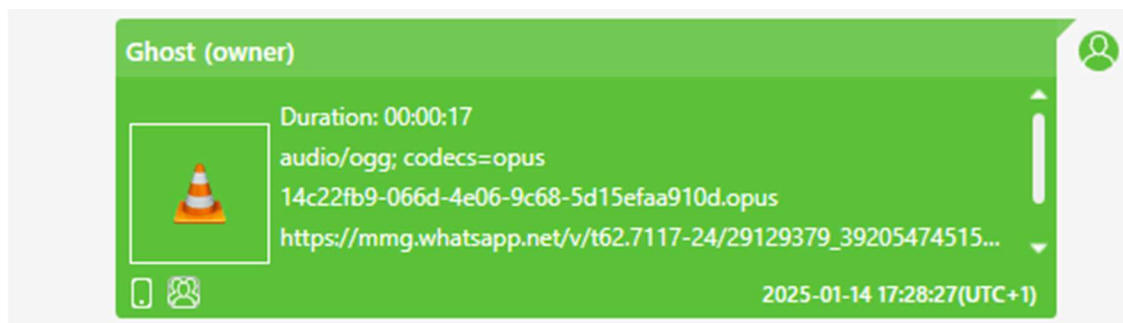 Ghost (owner)
Duration: 00:00:17
audio/ogg; codecs=opus
14c22fb9-066d-4e06-9c68-5d15efaa910d.opus
https://mmg.whatsapp.net/v/t62.7117-24/29129379_39205474515...
2025-01-14 17:28:27(UTC+1)